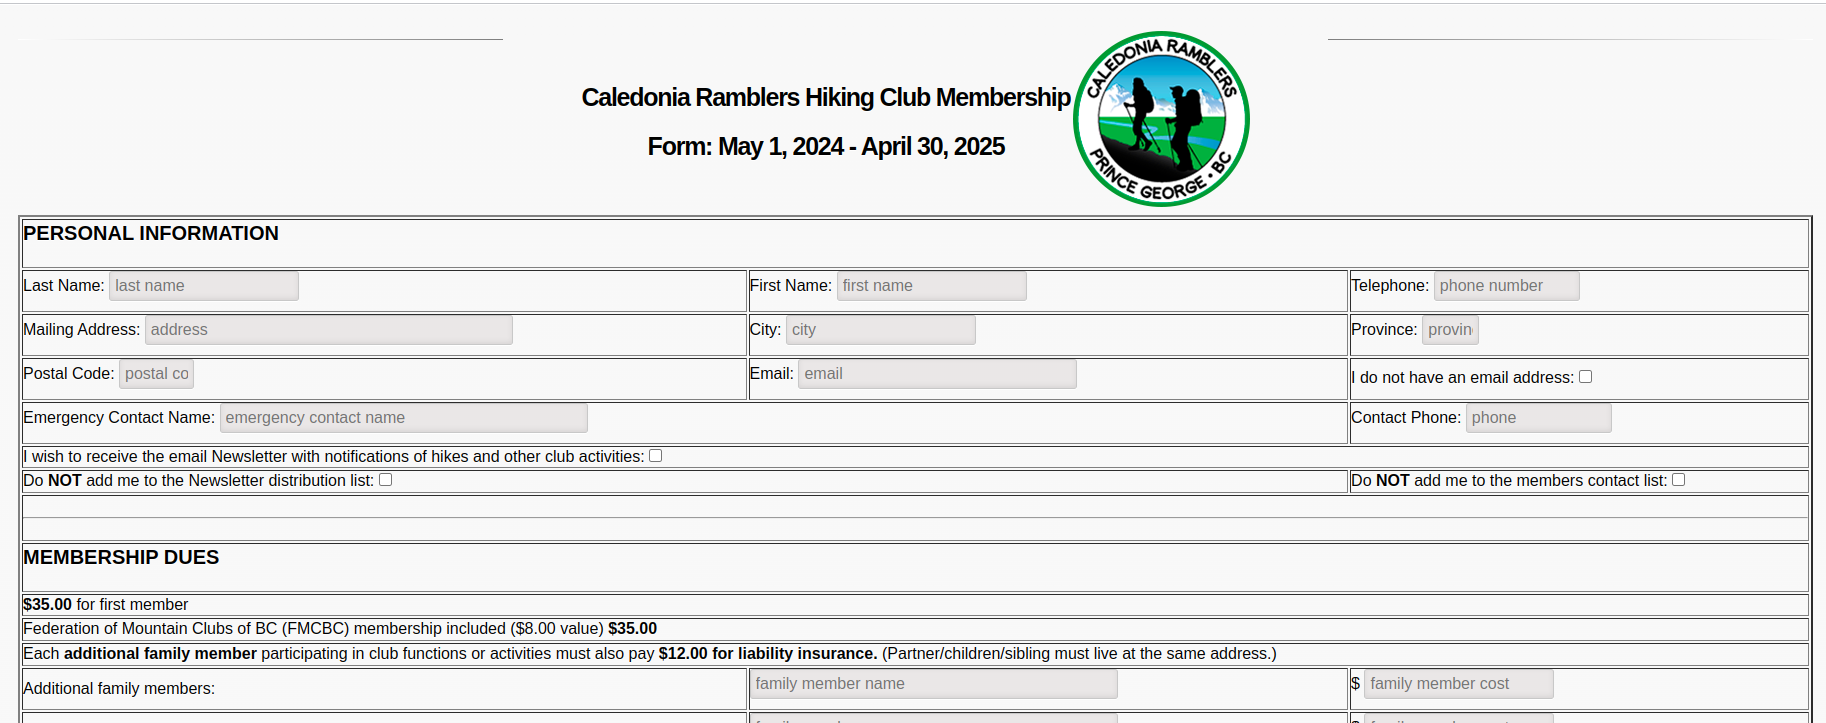 CALEDONIA RAMBLERS
PRINCE GEORGE • BC
Caledonia Ramblers Hiking Club Membership
Form: May 1, 2024 - April 30, 2025
PERSONAL INFORMATION
Last Name: last name First Name: first name Telephone: phone number
Mailing Address: address City: city Province: provin
Postal Code: postal co Email: email I do not have an email address:
Emergency Contact Name: emergency contact name Contact Phone: phone
I wish to receive the email Newsletter with notifications of hikes and other club activities:
Do NOT add me to the Newsletter distribution list: Do NOT add me to the members contact list:
MEMBERSHIP DUES
$35.00 for first member
Federation of Mountain Clubs of BC (FMCBC) membership included ($8.00 value) $35.00
Each additional family member participating in club functions or activities must also pay $12.00 for liability insurance. (Partner/children/sibling must live at the same address.)
Additional family members: family member name $ family member cost